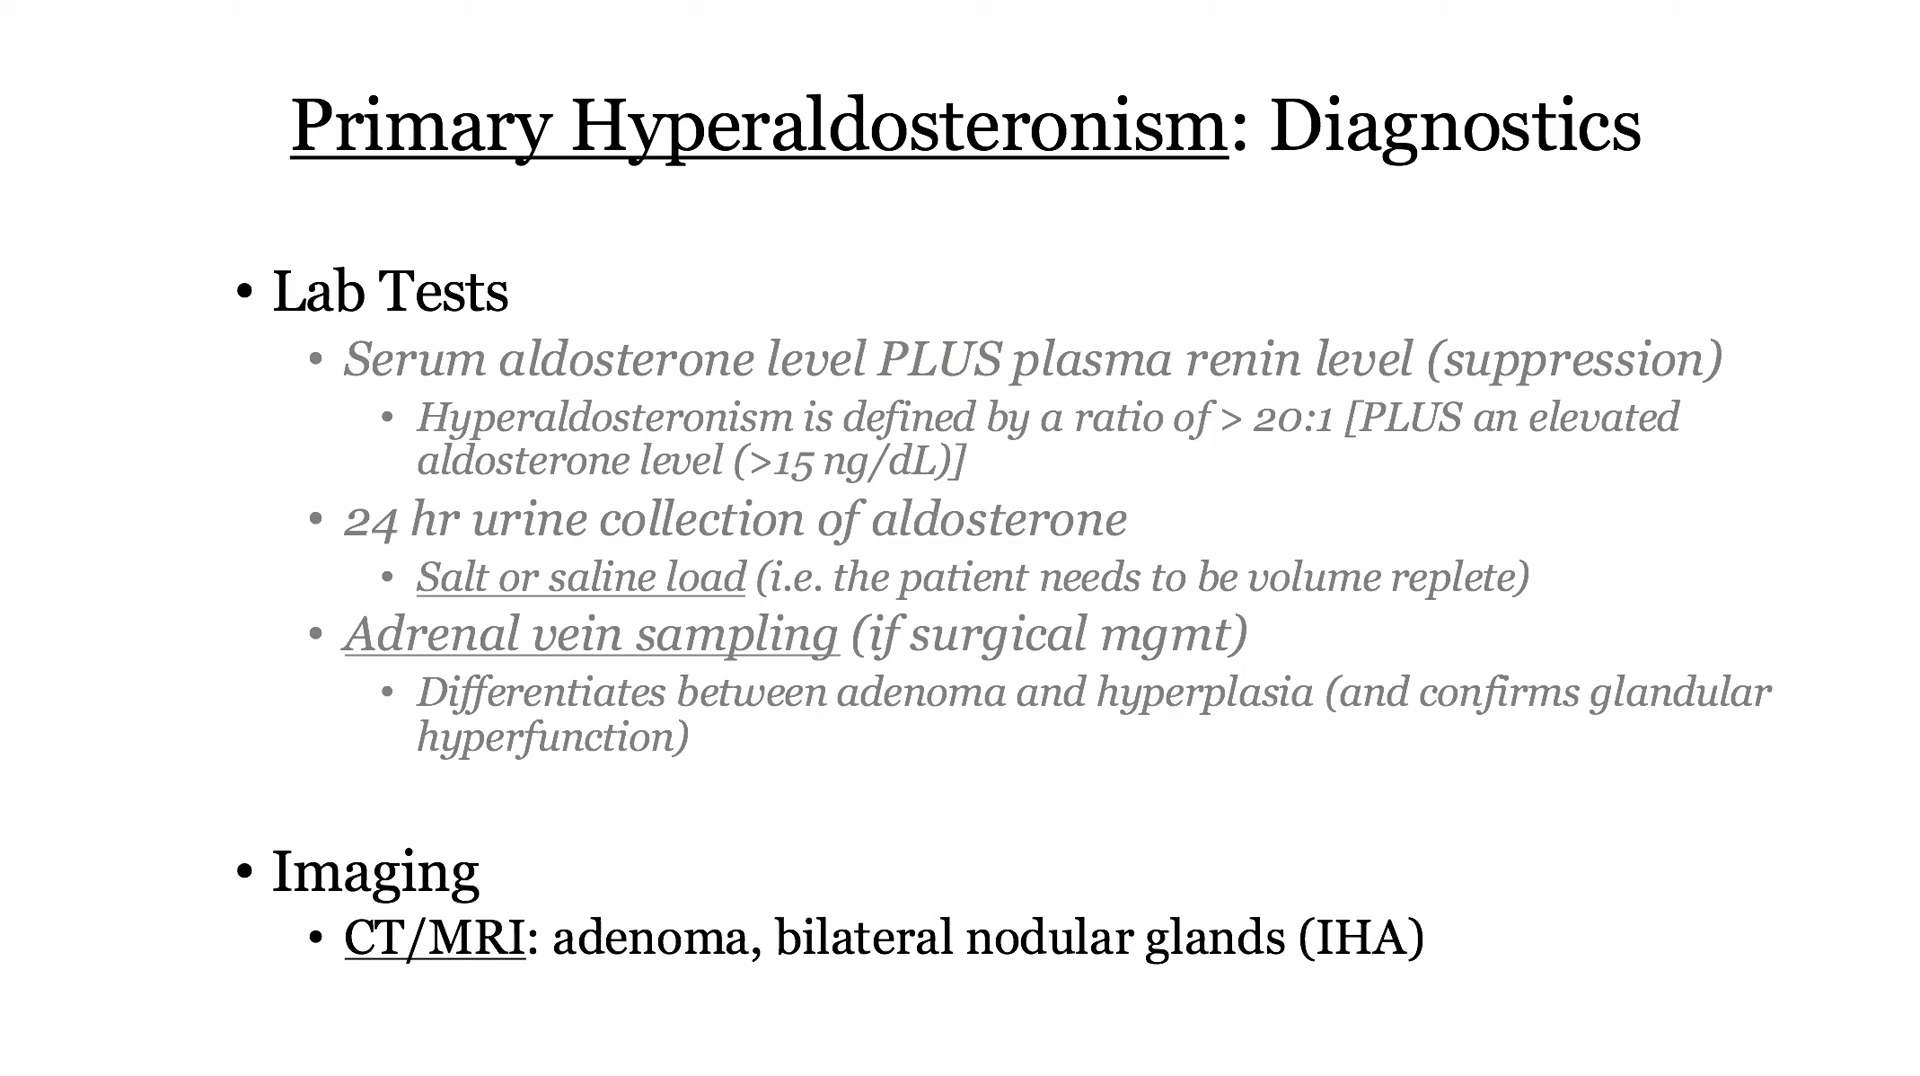 Primary Hyperaldosteronism: Diagnostics
• Lab Tests
• Serum aldosterone level PLUS plasma renin level (suppression)
• Hyperaldosteronism is defined by a ratio of > 20:1 [PLUS an elevated
aldosterone level (>15 ng/dL)]
• 24 hr urine collection of aldosterone
• Salt or saline load (i.e. the patient needs to be volume replete)
• Adrenal vein sampling (if surgical mgmt)
• Differentiates between adenoma and hyperplasia (and confirms glandular
hyperfunction)
• Imaging
• CT/MRI: adenoma, bilateral nodular glands (IHA)